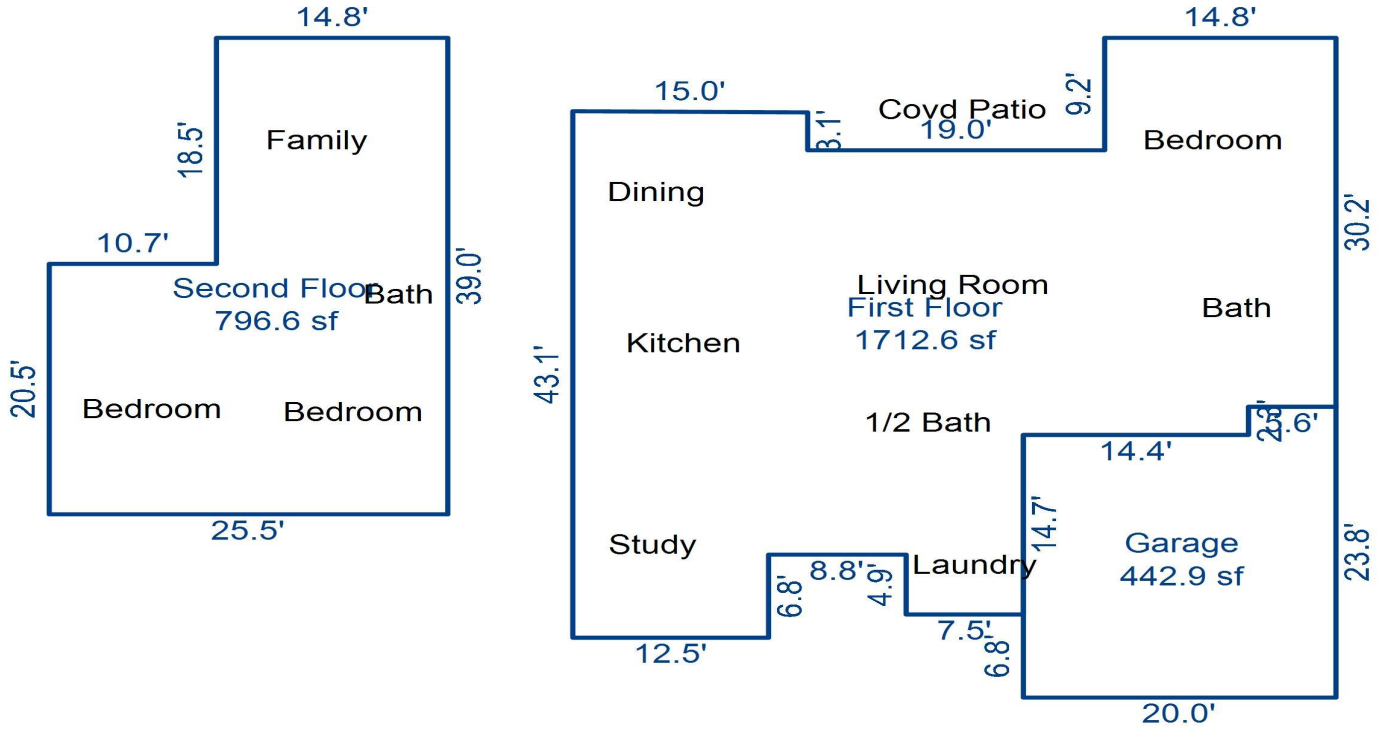 14.8'
18.5'
Family
10.7'
39.0'
Second Floor
Bath
796.6 sf
20.5'
Bedroom
Bedroom
25.5'
14.8'
15.0'
9.2'
Covd Patio
3.1'
19.0'
Bedroom
Dining
30.2'
Living Room
First Floor
Bath
1712.6 sf
Kitchen
43.1'
2.3'
5.6'
1/2 Bath
14.4'
14.7'
Study
Garage
23.8'
Laundry
442.9 sf
8.8'
6.8'
4.9'
7.5'
12.5'
6.8'
20.0'